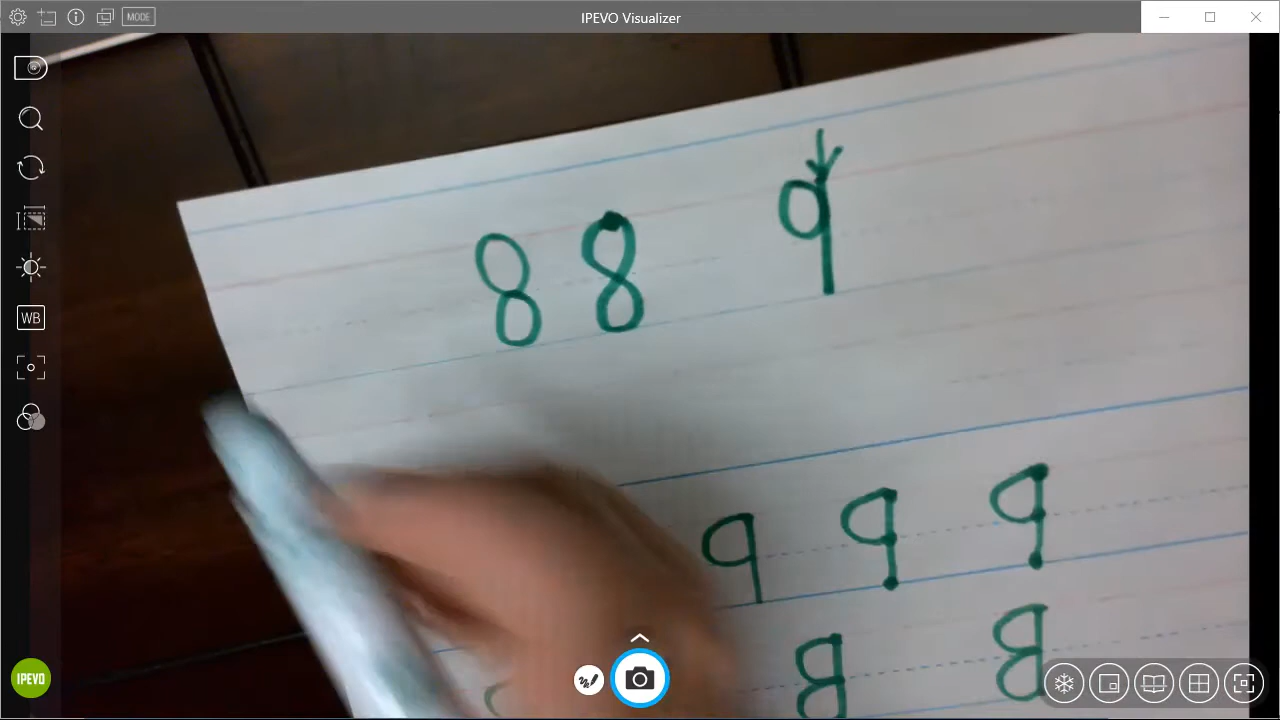 MODE
IPEVO Visualizer
WB
8 8 9
9 9 9
IPEVO